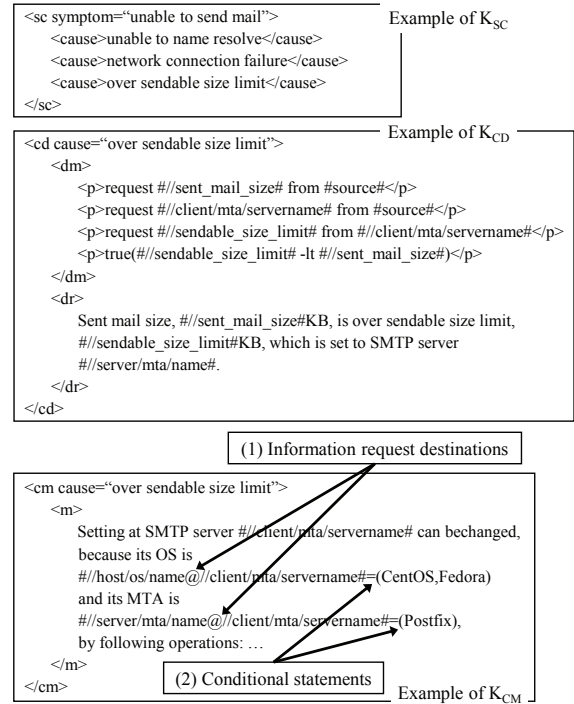 Example of K_SC
<sc symptom=“unable to send mail”>
<cause>unable to name resolve</cause>
<cause>network connection failure</cause>
<cause>over sendable size limit</cause>
</sc>
Example of K_CD
<cd cause=“over sendable size limit”>
<dm>
<p>request #//sent_mail_size# from #source#</p>
<p>request #//client/mta/servername# from #source#</p>
<p>request #//sendable_size_limit# from #//client/mta/servername#</p>
<p>true(#//sendable_size_limit# -lt #//sent_mail_size#)</p>
</dm>
<dr>
Sent mail size, #//sent_mail_size#KB, is over sendable size limit,
#//sendable_size_limit#KB, which is set to SMTP server
#//server/mta/name#.
</dr>
</cd>
(1) Information request destinations
<cm cause=“over sendable size limit”>
<m>
Setting at SMTP server #//client/mta/servername# can bechanged,
because its OS is
#//host/os/name@//client/mta/servername#=(CentOS,Fedora)
and its MTA is
#//server/mta/name@//client/mta/servername#=(Postfix),
by following operations: …
</m>
(2) Conditional statements
</cm>
Example of K_CM